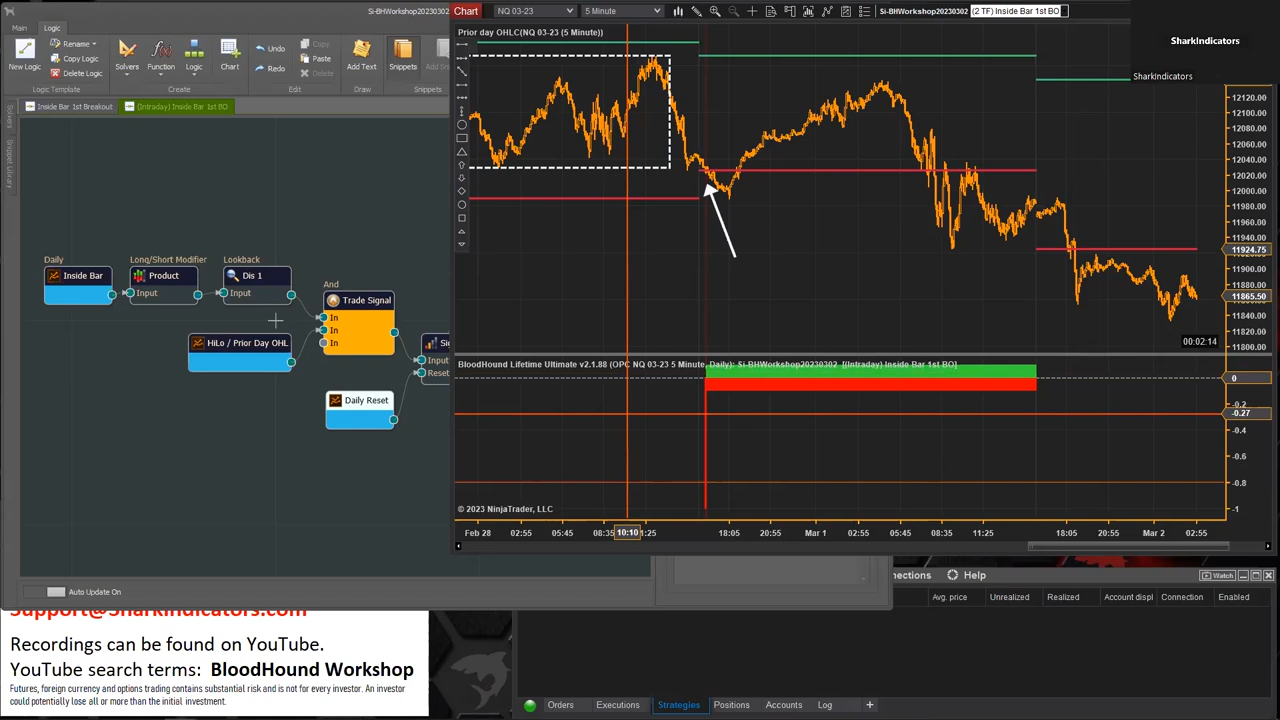 Si-BHWorkshop20230302
Main
Logic
New Logic
Rename
Copy Logic
Delete Logic
Logic Template
Solvers
Function
Logic
Create
Chart
Undo
Redo
Copy
Paste
Delete
Edit
Add Text
Draw
Snippets
Add
Sni
Snippets
Inside Bar 1st Breakout
(Intraday) Inside Bar 1st BO
Solvers
Snippet Library
Daily
Inside Bar
Long/Short Modifier
Product
Input
Lookback
Dis 1
Input
And
Trade Signal
In
In
In
HiLo / Prior Day OHL
Daily Reset
Sig
Input
Reset
Auto Update On
Chart
NQ 03-23
5 Minute
Si-BHWorkshop20230302
(2 TF) Inside Bar 1st BO
SharkIndicators
SharkIndicators
Prior day OHLC(NQ 03-23 (5 Minute))
12120.00
12100.00
12080.00
12060.00
12040.00
12020.00
12000.00
11980.00
11960.00
11940.00
11924.75
11900.00
11880.00
11865.50
11840.00
11820.00
11800.00
00:02:14
BloodHound Lifetime Ultimate v2.1.88 (OPC NQ 03-23 5 Minute, Daily): Si-BHWorkshop20230302 [(Intraday) Inside Bar 1st BO]
0
-0.2
-0.27
-0.4
-0.6
-0.8
-1
© 2023 NinjaTrader, LLC
Feb 28
02:55
05:45
08:35
10:10
1:25
18:05
20:55
Mar 1
02:55
05:45
08:35
11:25
18:05
20:55
Mar 2
02:55
Support@SharkIndicators.com
Recordings can be found on YouTube.
YouTube search terms: BloodHound Workshop
Futures, foreign currency and options trading contains substantial risk and is not for every investor. An investor
could potentially lose all or more than the initial investment.
nections
Help
Watch
Avg. price
Unrealized
Realized
Account displ
Connection
Enabled
Orders
Executions
Strategies
Positions
Accounts
Log
+